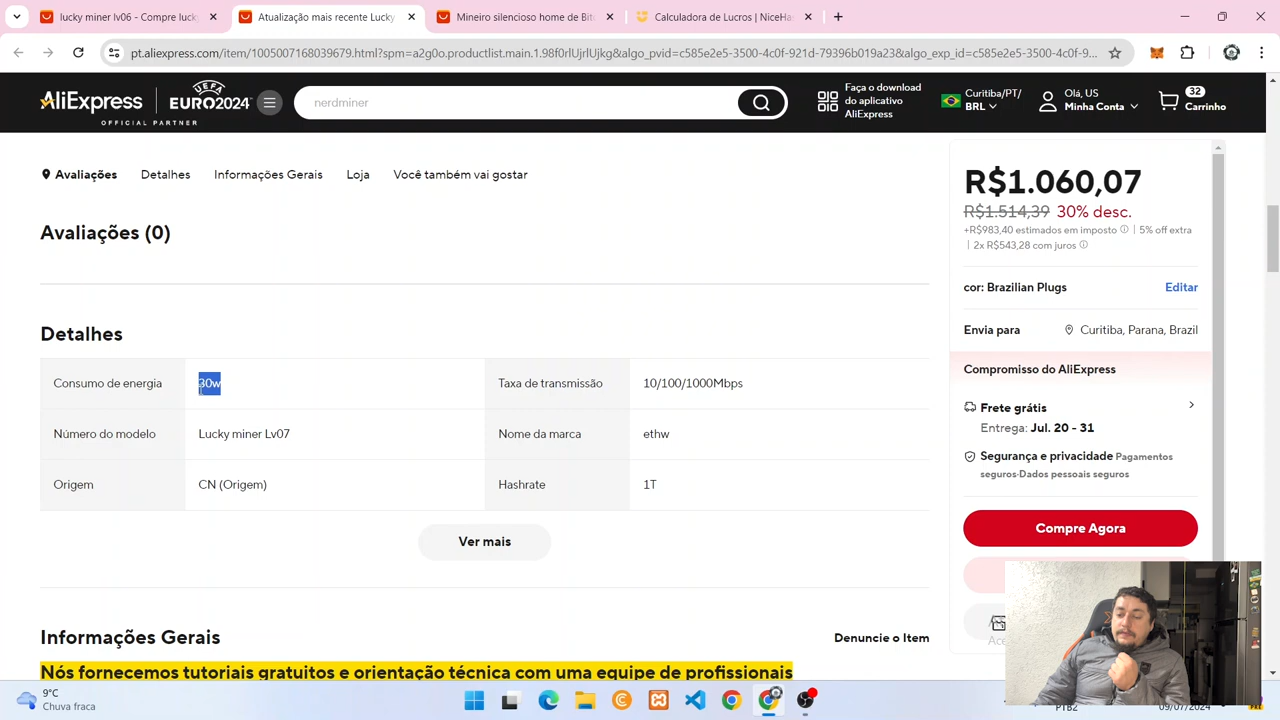 lucky miner lv06 - Compre lucky
Atualização mais recente Lucky
Mineiro silencioso home de Bit
Calculadora de Lucros | NiceHa
pt.aliexpress.com/item/1005007168039679.html?spm=a2g0o.productlist.main.1.98f0rlUjrlUjkg&algo_pvid=c585e2e5-3500-4c0f-921d-79396b019a23&algo_exp_id=c585e2e5-3500-4c0f-9...
AliExpress
OFFICIAL PARTNER
UEFA
EURO2024
nerdminer
Faça o download
do aplicativo
AliExpress
Curitiba/PT/
BRL
Olá, US
Minha Conta
32
Carrinho
Avaliações
Detalhes
Informações Gerais
Loja
Você também vai gostar
Avaliações (0)
Detalhes
Consumo de energia
30w
Taxa de transmissão
10/100/1000Mbps
Número do modelo
Lucky miner Lv07
Nome da marca
ethw
Origem
CN (Origem)
Hashrate
1T
Ver mais
Informações Gerais
Denuncie o Item
Nós fornecemos tutoriais gratuitos e orientação técnica com uma equipe de profissionais
R$1.060,07
R$1.514,39 30% desc.
+R$983,40 estimados em imposto | 5% off extra
| 2x R$543,28 com juros
cor: Brazilian Plugs
Editar
Envia para
Curitiba, Parana, Brazil
Compromisso do AliExpress
Frete grátis
Entrega: Jul. 20 - 31
Segurança e privacidade Pagamentos
seguros·Dados pessoais seguros
Compre Agora
9°C
Chuva fraca
PTB2
09/07/2024